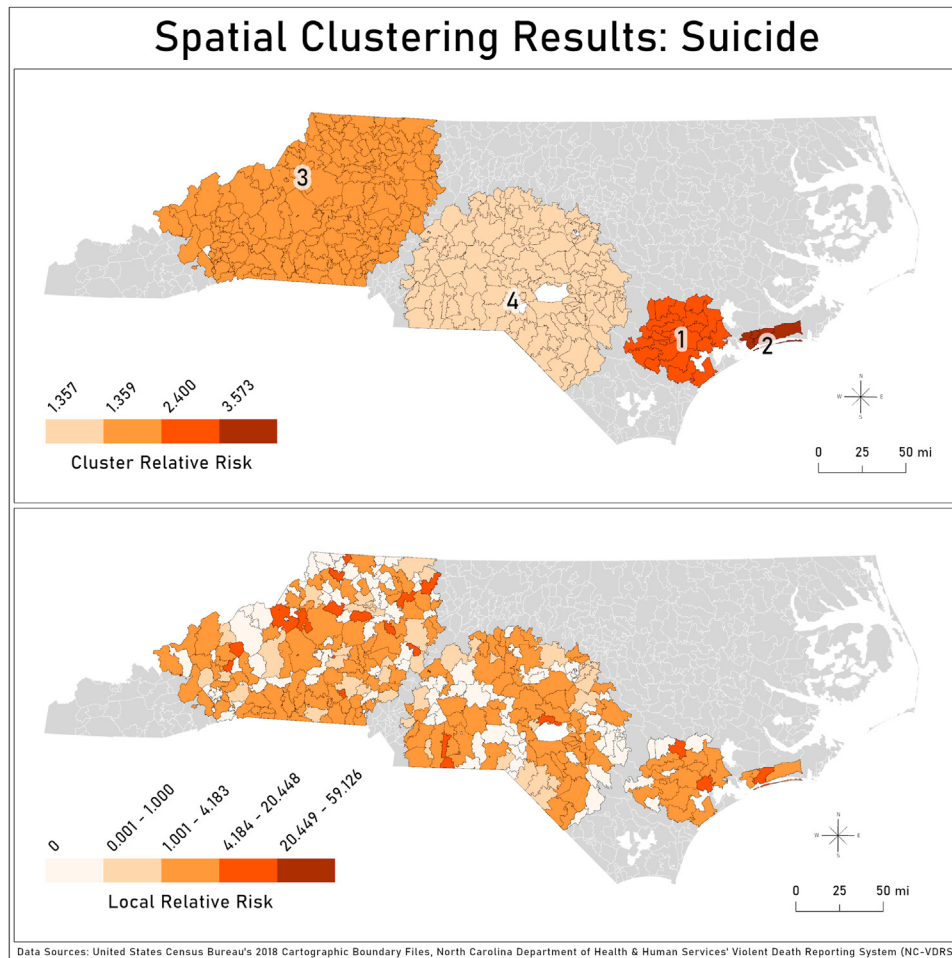 Spatial Clustering Results: Suicide
3
4
1
2
1.357
1.359
2.400
3.573
Cluster Relative Risk
N
W E
S
0 25 50 mi
0
0.001 - 1.000
1.001 - 4.183
4.184 - 20.448
20.449 - 59.126
Local Relative Risk
N
W E
S
0 25 50 mi
Data Sources: United States Census Bureau's 2018 Cartographic Boundary Files, North Carolina Department of Health & Human Services' Violent Death Reporting System (NC-VDRS